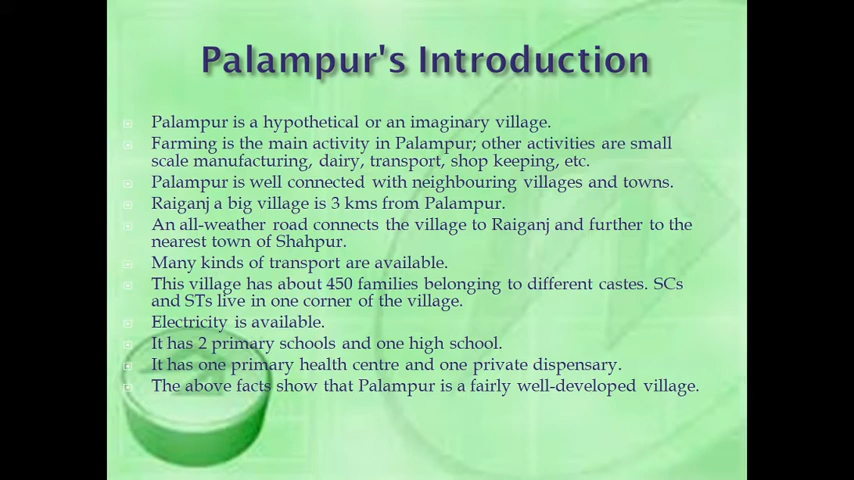 Palampur's Introduction
Palampur is a hypothetical or an imaginary village.
Farming is the main activity in Palampur; other activities are small
scale manufacturing, dairy, transport, shop keeping, etc.
Palampur is well connected with neighbouring villages and towns.
Raiganj a big village is 3 kms from Palampur.
An all-weather road connects the village to Raiganj and further to the
nearest town of Shahpur.
Many kinds of transport are available.
This village has about 450 families belonging to different castes. SCs
and STs live in one corner of the village.
Electricity is available.
It has 2 primary schools and one high school.
It has one primary health centre and one private dispensary.
The above facts show that Palampur is a fairly well-developed village.